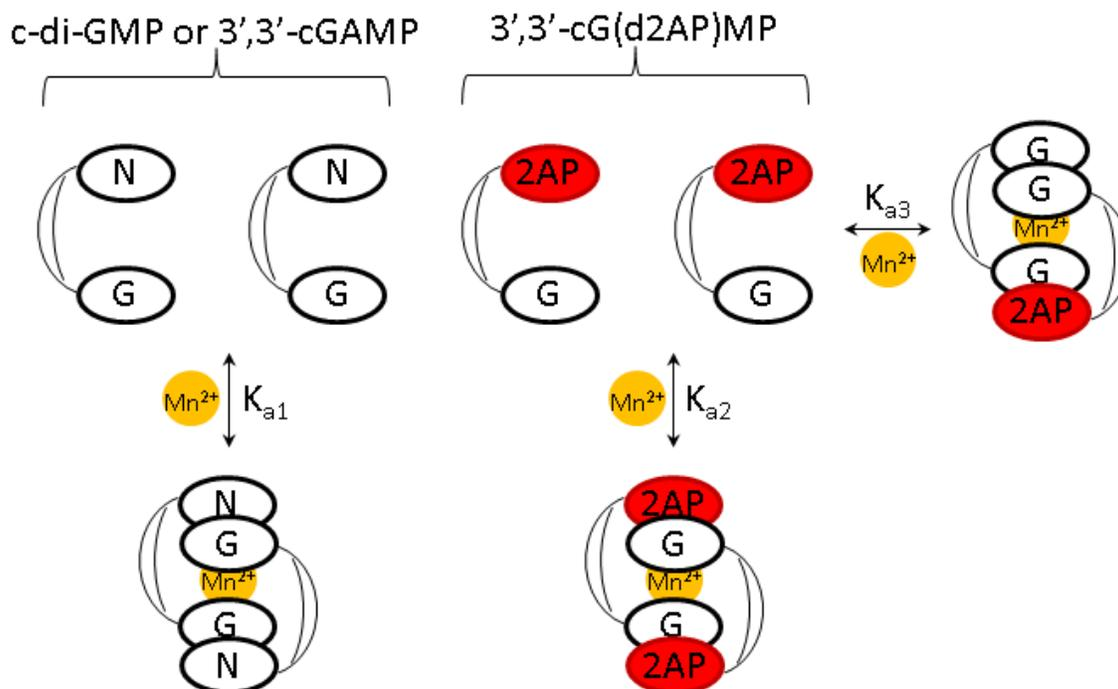 c-di-GMP or 3’,3’-cGAMP 3’,3’-cG(d2AP)MP
N N 2AP 2AP G
G
Ka3
Mn²⁺
Mn²⁺
G G G G G
2AP
Mn²⁺ Ka1 Mn²⁺ Ka2
N 2AP
G G
Mn²⁺ Mn²⁺
G G
N 2AP